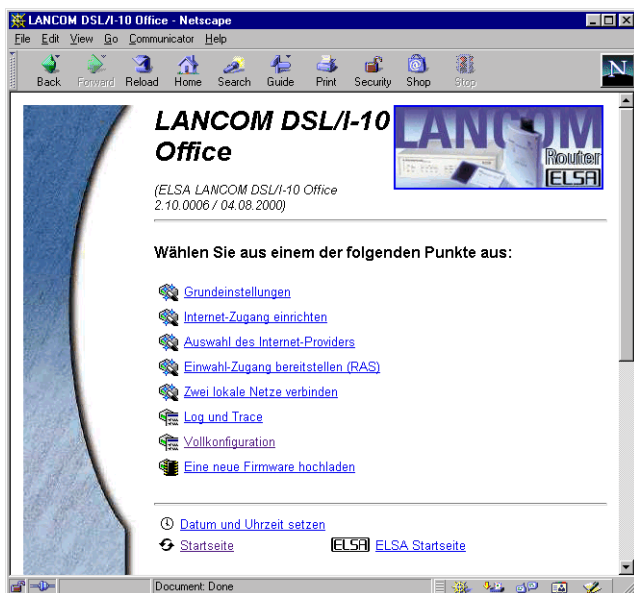 LANCOM DSL/I-10 Office - Netscape
File Edit View Go Communicator Help
Back Forward Reload Home Search Guide Print Security Shop Stop
N
LANCOM DSL/I-10
Office
LANCOM
Router
ELSA
(ELSA LANCOM DSL/I-10 Office
2.10.0006 / 04.08.2000)
Wählen Sie aus einem der folgenden Punkte aus:
Grundeinstellungen
Internet-Zugang einrichten
Auswahl des Internet-Providers
Einwahl-Zugang bereitstellen (RAS)
Zwei lokale Netze verbinden
Log und Trace
Vollkonfiguration
Eine neue Firmware hochladen
Datum und Uhrzeit setzen
Startseite ELSA ELSA Startseite
Document: Done